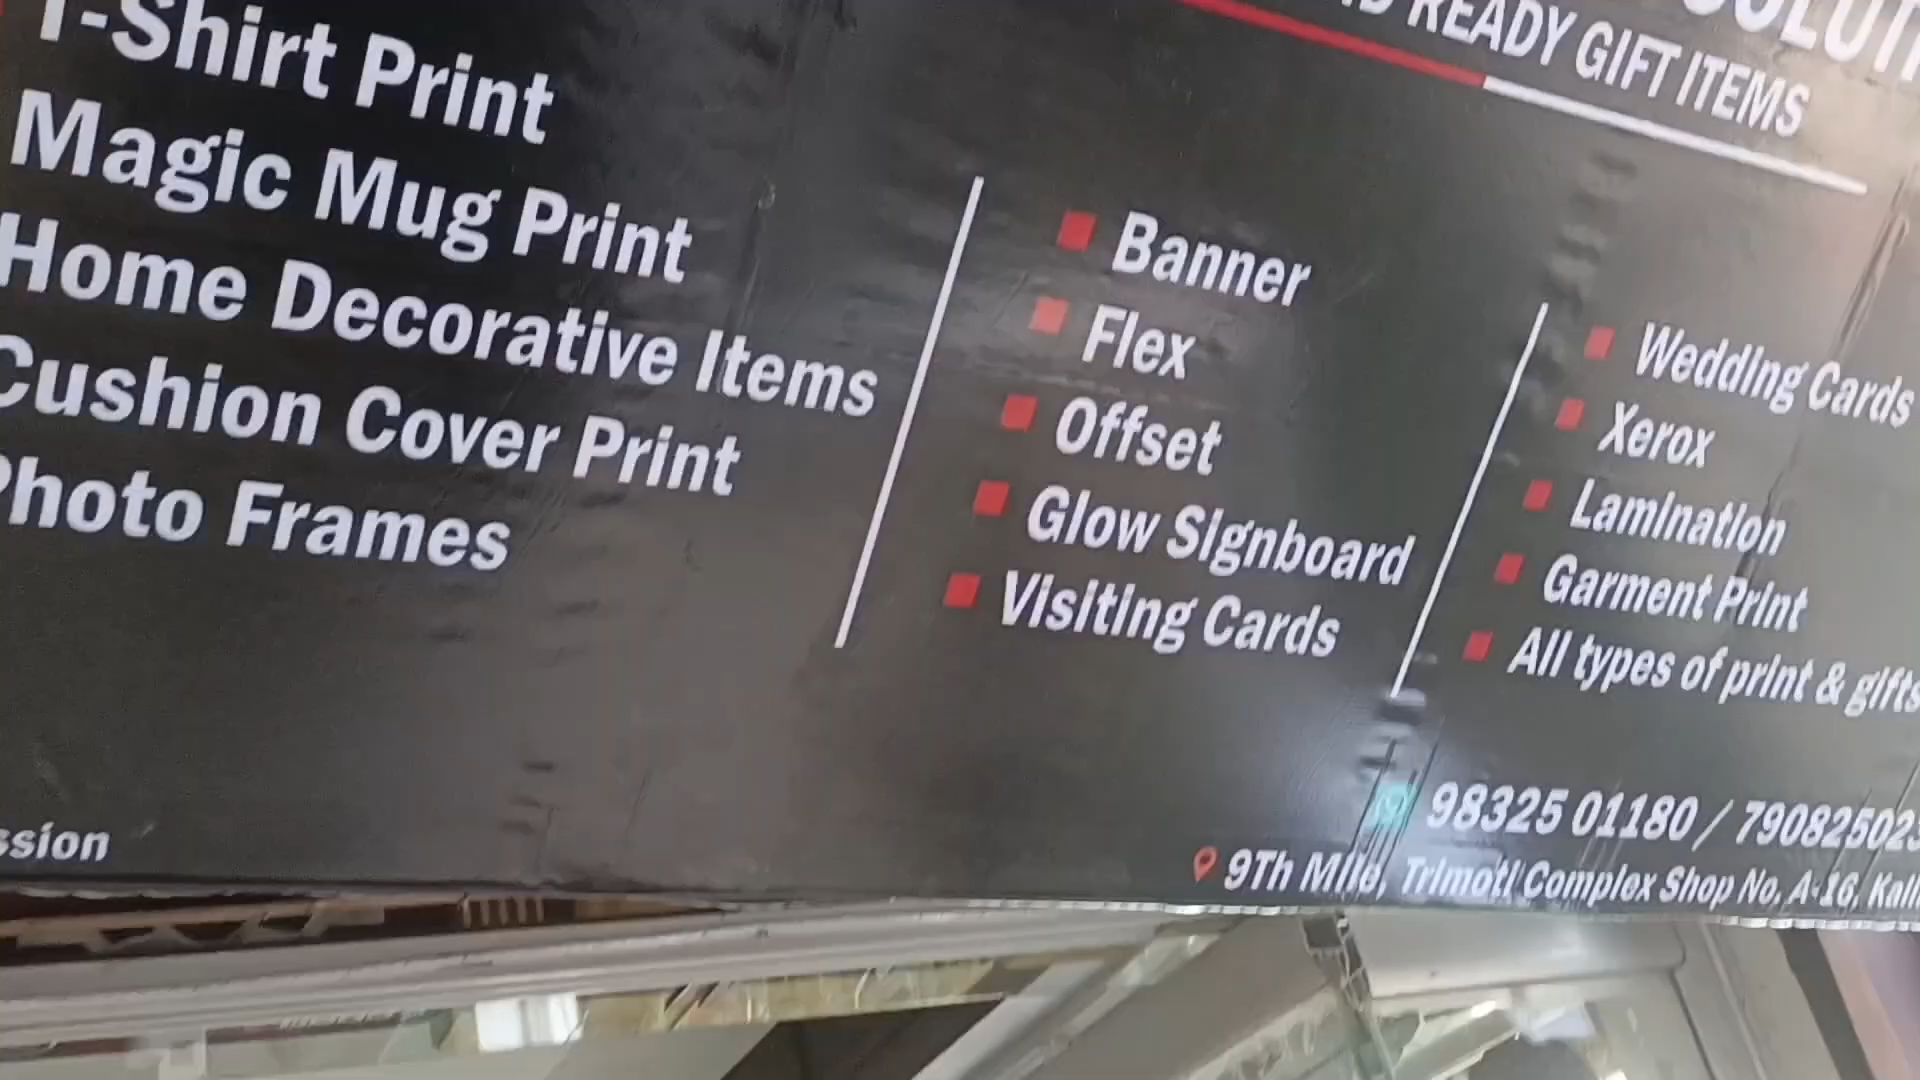 READY GIFT ITEMS
T-Shirt Print
Magic Mug Print
Home Decorative Items
Cushion Cover Print
Photo Frames
Banner
Flex
Offset
Glow Signboard
Visiting Cards
Wedding Cards
Xerox
Lamination
Garment Print
All types of print & gifts
98325 01180 /
9Th Mile, Trimoti Complex Shop No, A-16,